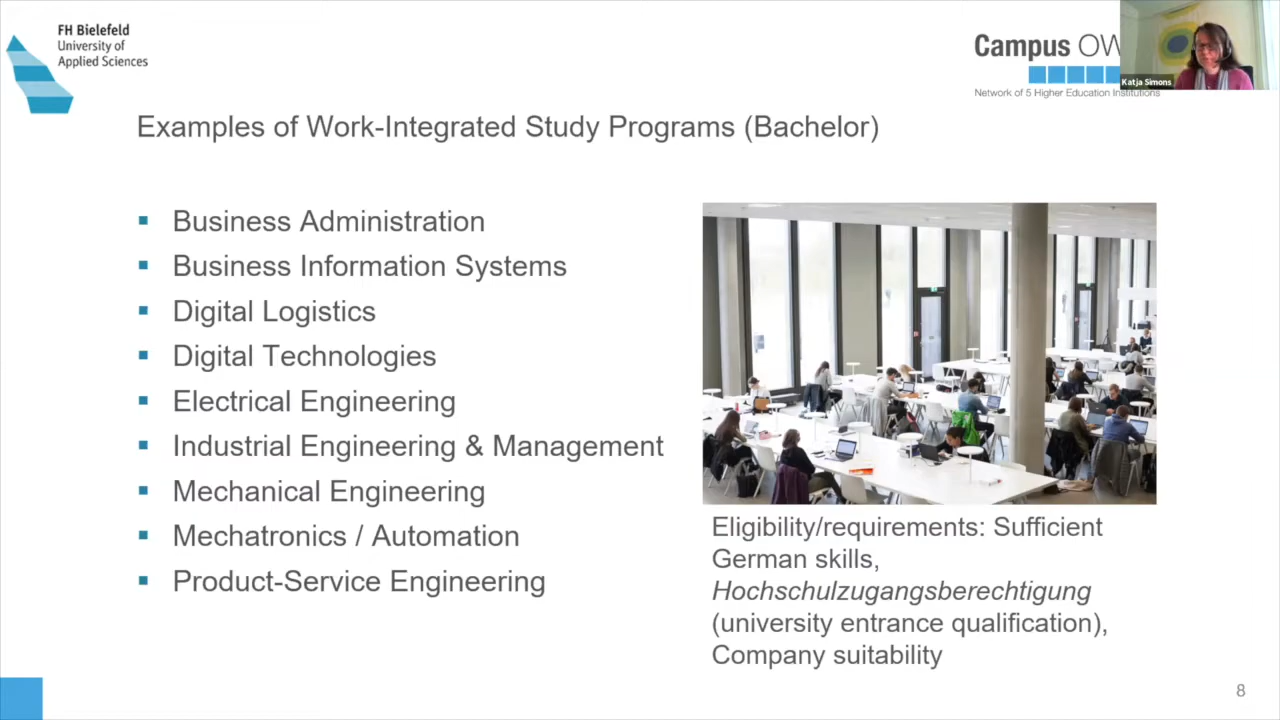 FH Bielefeld
University of
Applied Sciences
Campus OW
Network of 5 Higher Education Institutions
Katja Simons
Examples of Work-Integrated Study Programs (Bachelor)
Business Administration
Business Information Systems
Digital Logistics
Digital Technologies
Electrical Engineering
Industrial Engineering & Management
Mechanical Engineering
Mechatronics / Automation
Product-Service Engineering
Eligibility/requirements: Sufficient
German skills,
Hochschulzugangsberechtigung
(university entrance qualification),
Company suitability
8